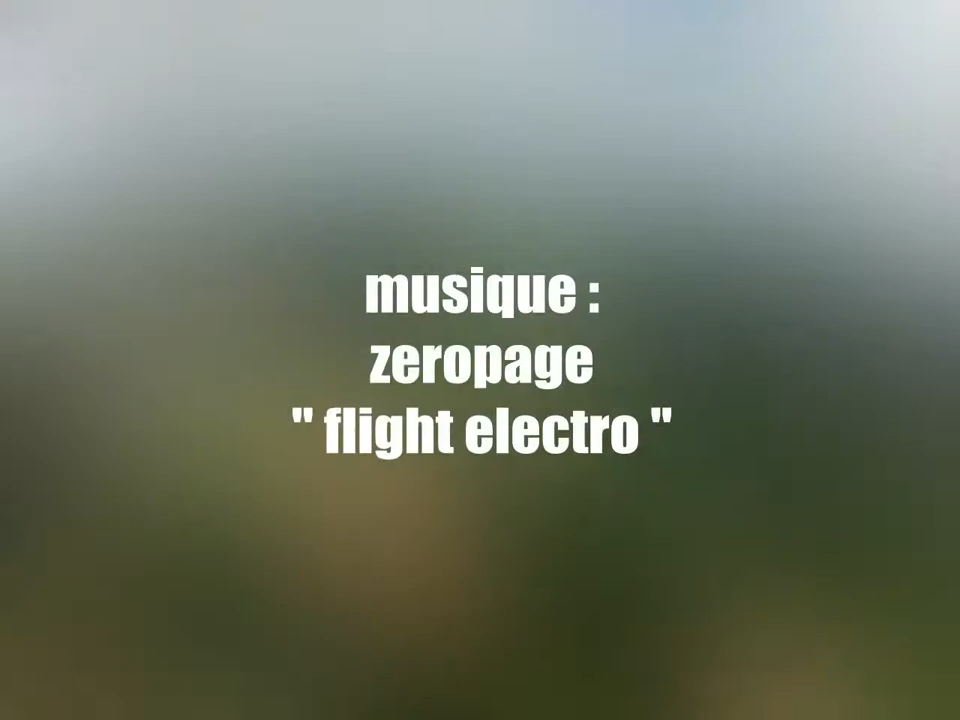 musique :
zeropage
" flight electro "